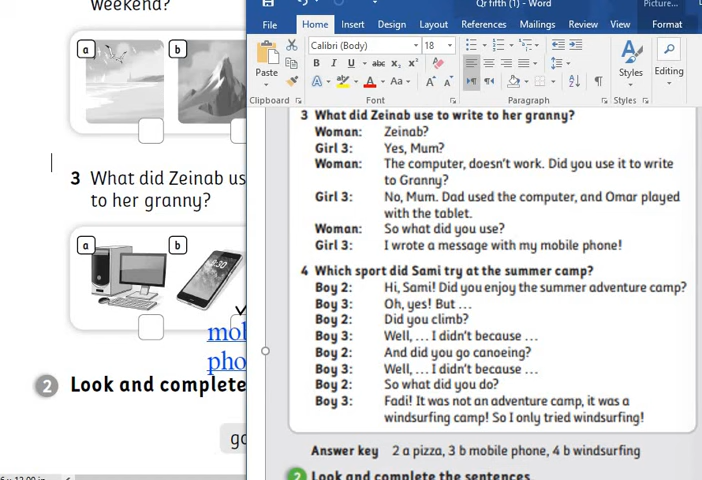 weekend?
a
b
3 What did Zeinab us
to her granny?
a
b
mol
pho
2 Look and complete
go
Qr fifth (1) - Word
Picture...
File
Home
Insert
Design
Layout
References
Mailings
Review
View
Format
Calibri (Body)
18
Paste
B I U abc x₂ x²
A ab A Aa A A
Styles
Editing
Clipboard
Font
Paragraph
Styles
3 What did Zeinab use to write to her granny?
Woman: Zeinab?
Girl 3: Yes, Mum?
Woman: The computer, doesn't work. Did you use it to write
to Granny?
Girl 3: No, Mum. Dad used the computer, and Omar played
with the tablet.
Woman: So what did you use?
Girl 3: I wrote a message with my mobile phone!
4 Which sport did Sami try at the summer camp?
Boy 2: Hi, Sami! Did you enjoy the summer adventure camp?
Boy 3: Oh, yes! But ...
Boy 2: Did you climb?
Boy 3: Well, ... I didn't because ...
Boy 2: And did you go canoeing?
Boy 3: Well, ... I didn't because ...
Boy 2: So what did you do?
Boy 3: Fadi! It was not an adventure camp, it was a
windsurfing camp! So I only tried windsurfing!
Answer key 2 a pizza, 3 b mobile phone, 4 b windsurfing
2 Look and complete the sentences